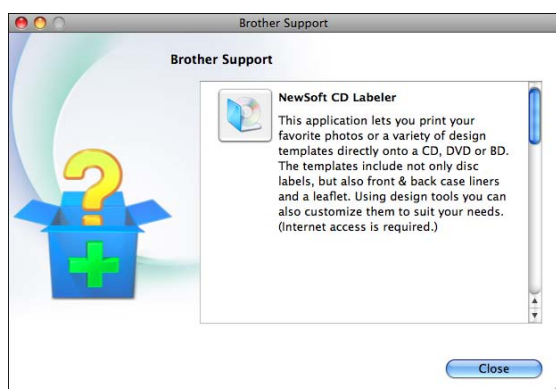 Brother Support
Brother Support
NewSoft CD Labeler
This application lets you print your
favorite photos or a variety of design
templates directly onto a CD, DVD or BD.
The templates include not only disc
labels, but also front & back case liners
and a leaflet. Using design tools you can
also customize them to suit your needs.
(Internet access is required.)
Close